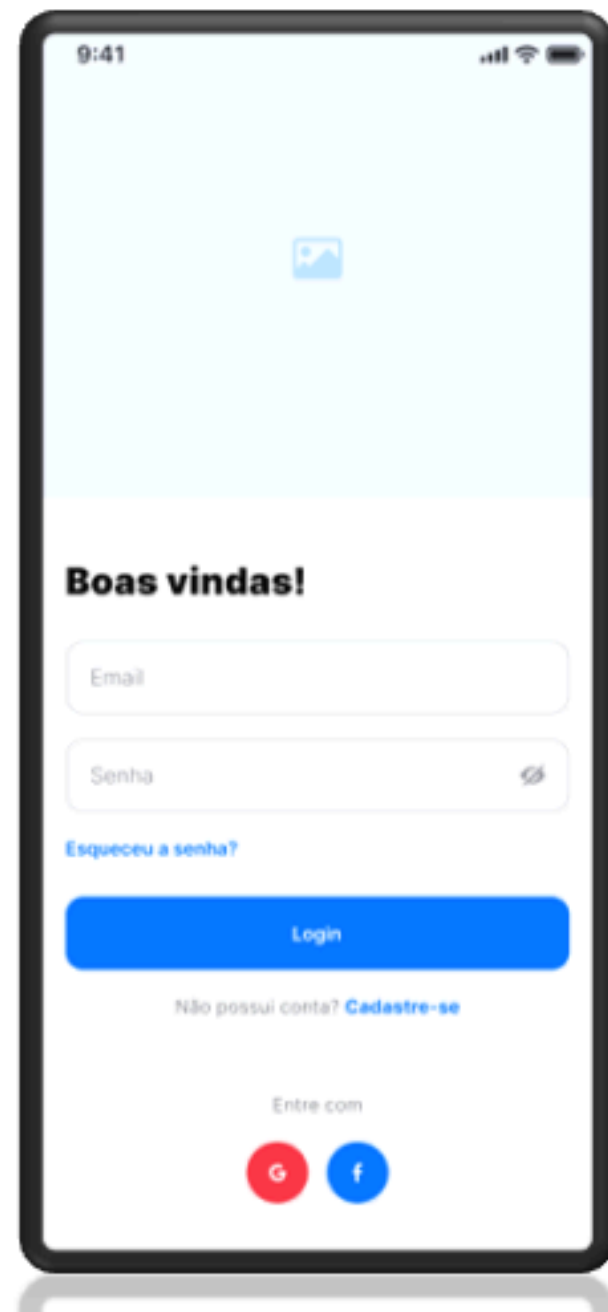 9:41
Boas vindas!
Email
Senha
Esqueceu a senha?
Login
Não possui conta? Cadastre-se
Entre com
G f